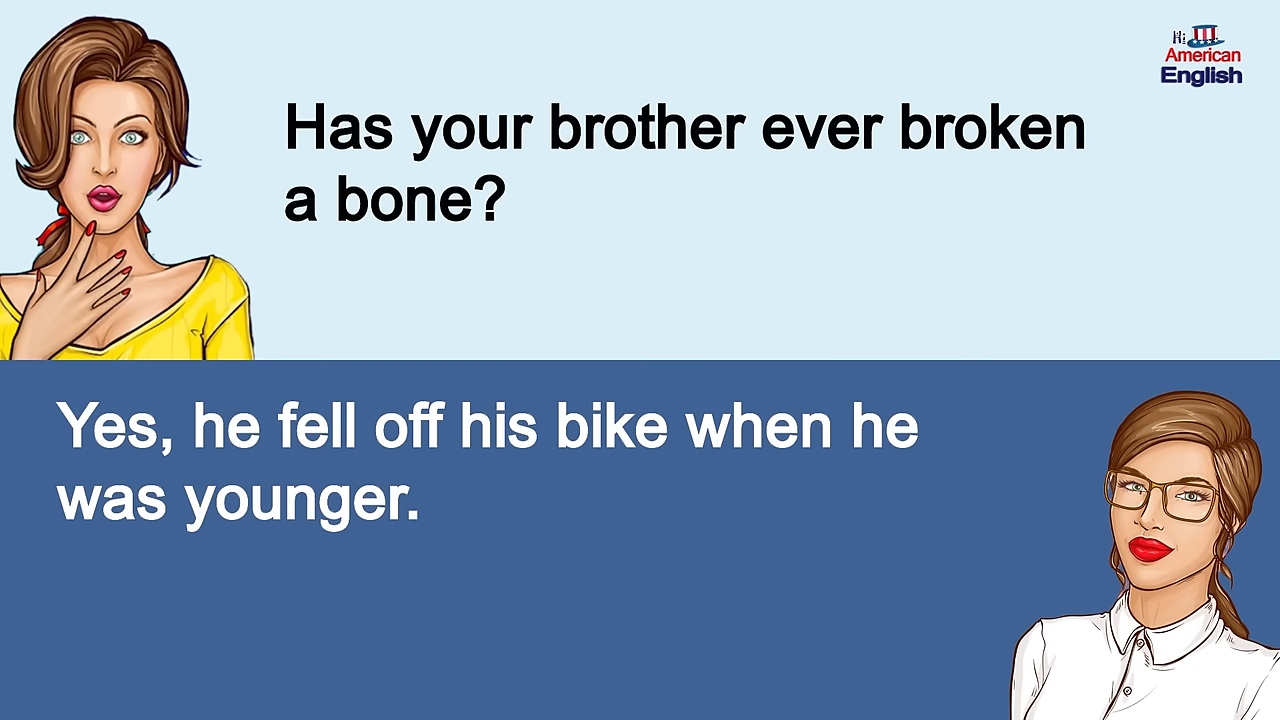 Hi
American
English
Has your brother ever broken
a bone?
Yes, he fell off his bike when he
was younger.